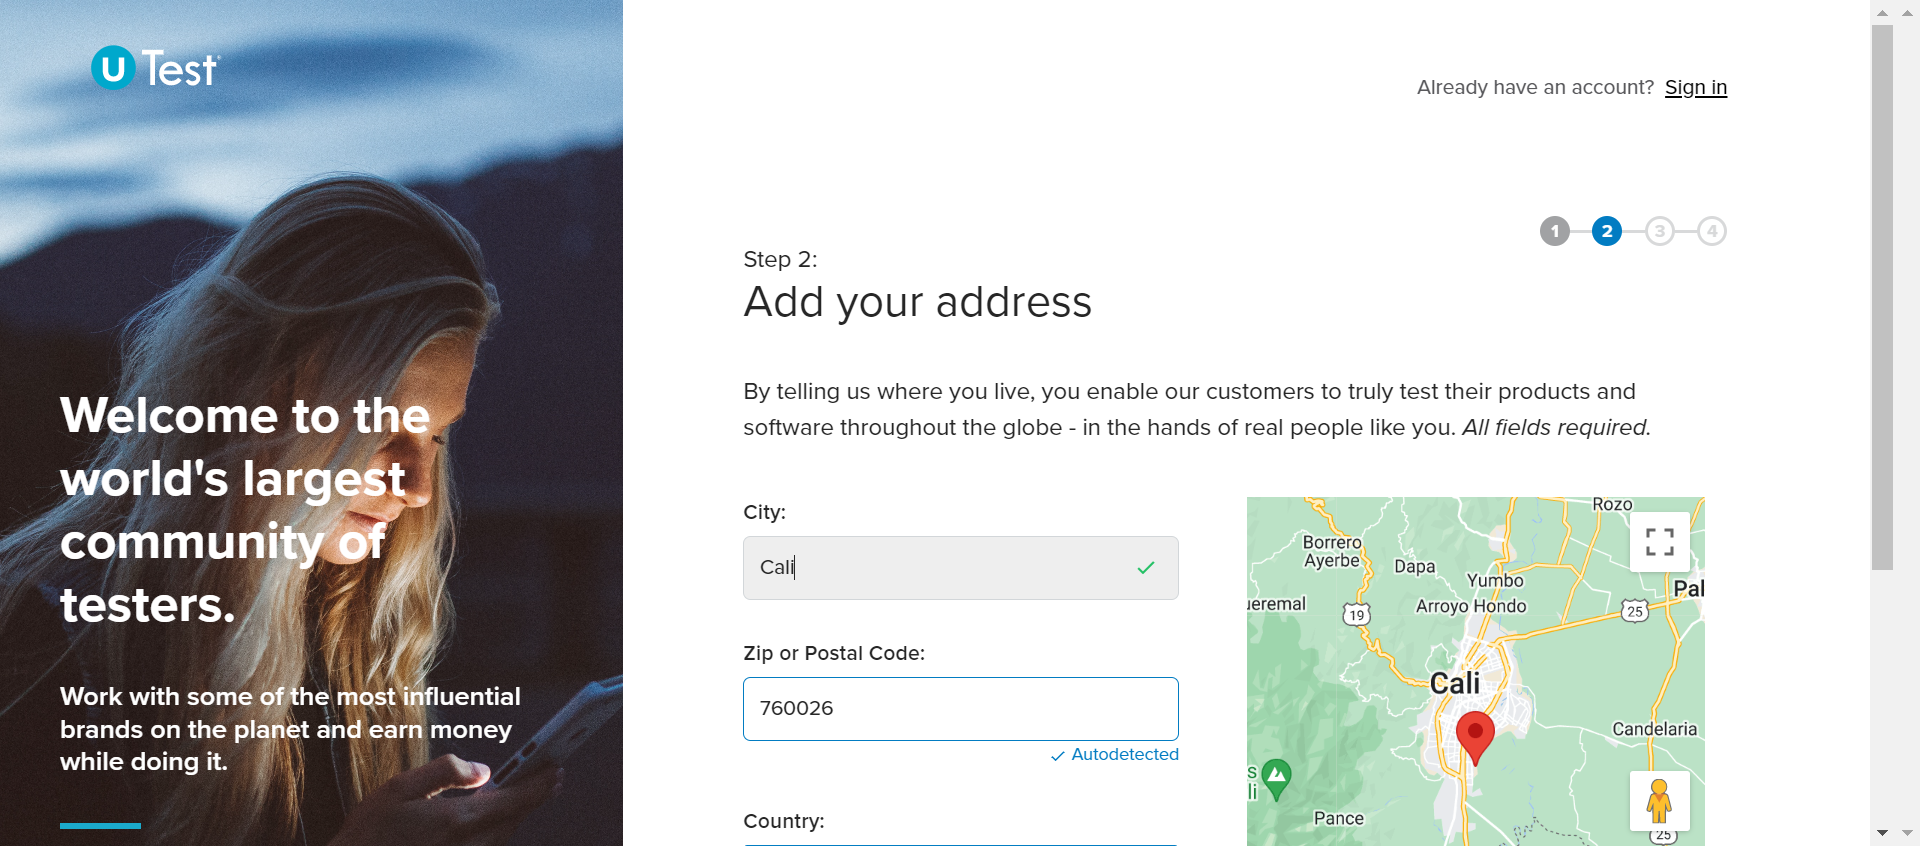 u Test
Already have an account? Sign in
1 2 3 4
Step 2:
Add your address
By telling us where you live, you enable our customers to truly test their products and
software throughout the globe - in the hands of real people like you. All fields required.
City:
Cali
Zip or Postal Code:
760026
Autodetected
Country:
Welcome to the
world's largest
community of
testers.
Work with some of the most influential
brands on the planet and earn money
while doing it.
Rozo
Borrero
Ayerbe
Dapa
Yumbo
Pal
ueremal
Arroyo Hondo
19
25
Cali
Candelaria
s
li
Pance
25